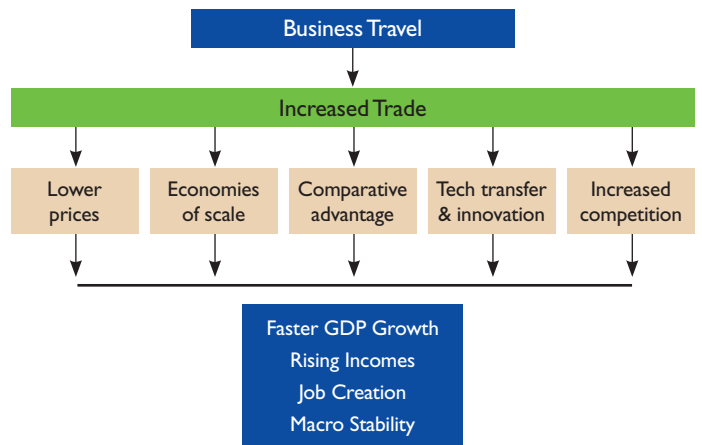 Business Travel
Increased Trade
Lower
prices
Economies
of scale
Comparative
advantage
Tech transfer
& innovation
Increased
competition
Faster GDP Growth
Rising Incomes
Job Creation
Macro Stability